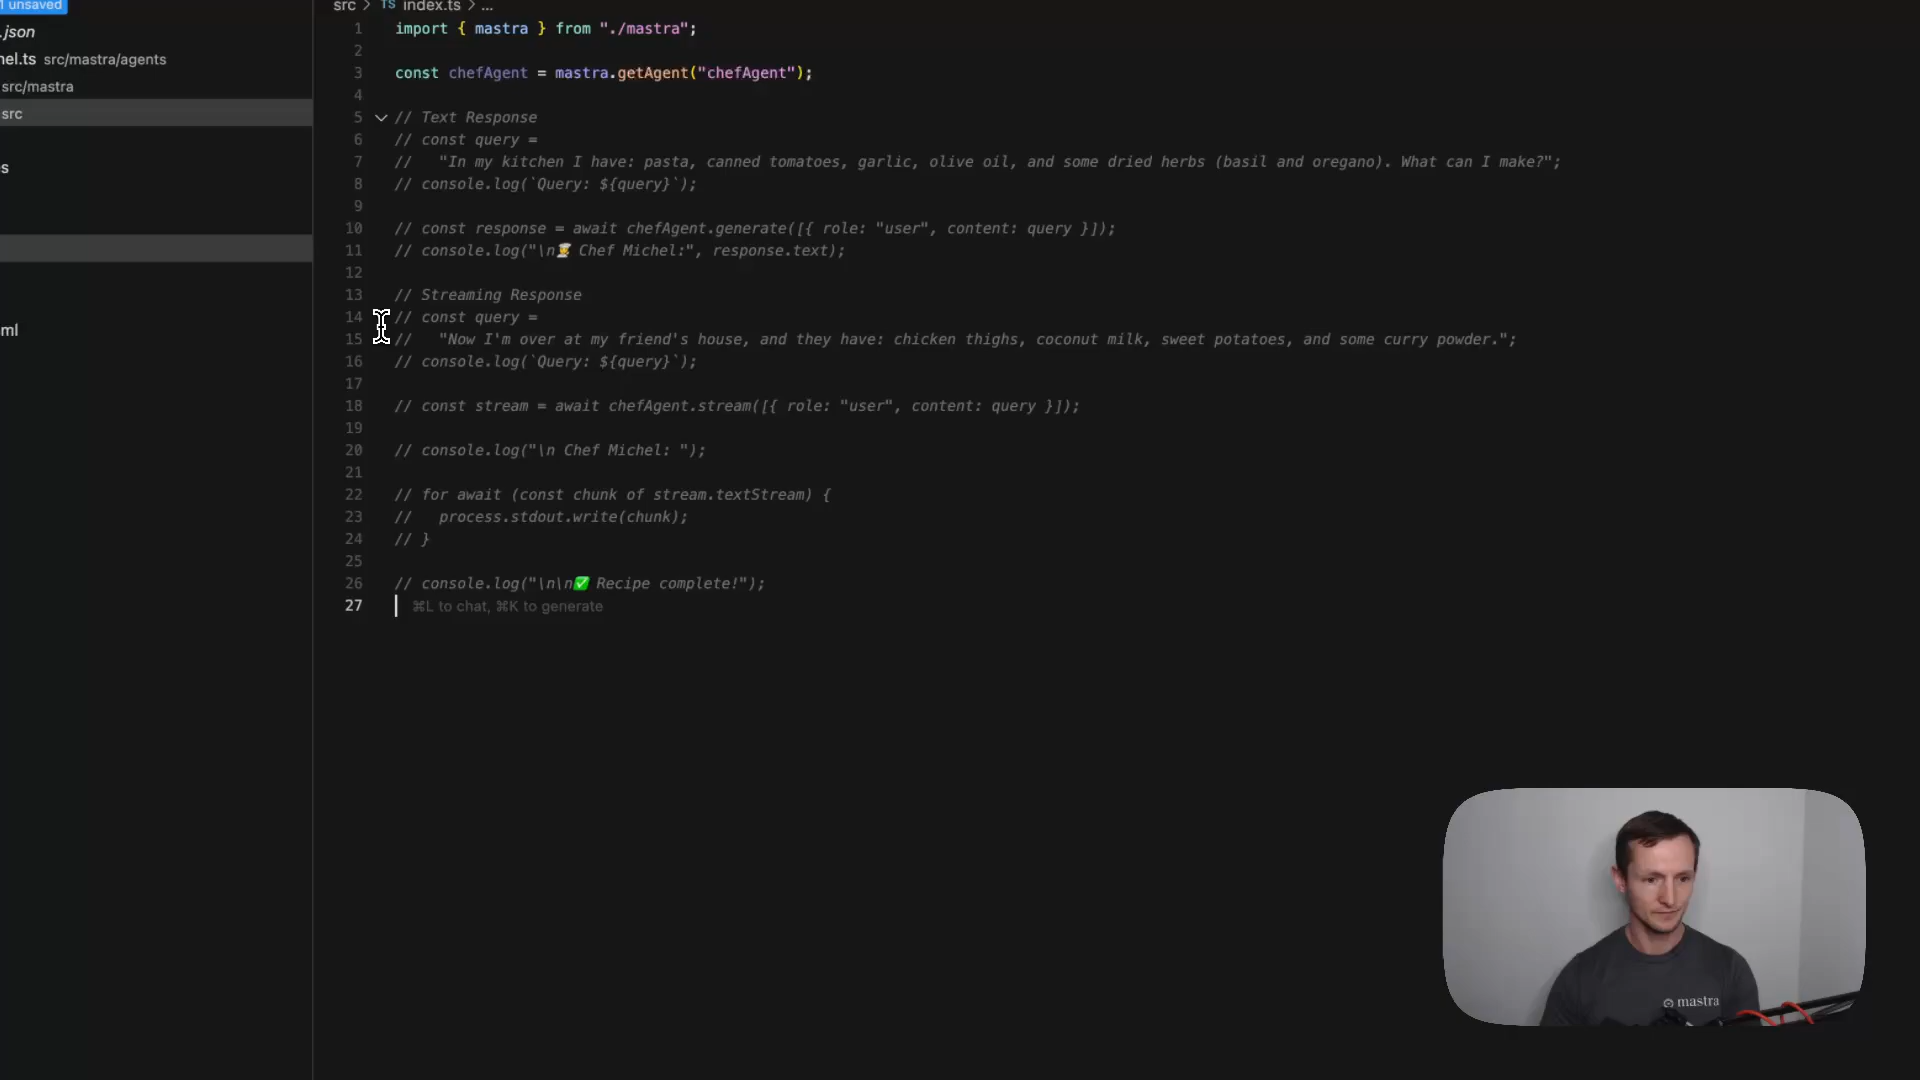 1 unsaved
.json
nel.ts src/mastra/agents
src/mastra
src
s
ml
src > TS index.ts > ...
1 import { mastra } from "./mastra";
2
3 const chefAgent = mastra.getAgent("chefAgent");
4
5 // Text Response
6 // const query =
7 //   "In my kitchen I have: pasta, canned tomatoes, garlic, olive oil, and some dried herbs (basil and oregano). What can I make?";
8 // console.log(`Query: ${query}`);
9
10 // const response = await chefAgent.generate([{ role: "user", content: query }]);
11 // console.log("\n👨‍🍳 Chef Michel:", response.text);
12
13 // Streaming Response
14 // const query =
15 //   "Now I'm over at my friend's house, and they have: chicken thighs, coconut milk, sweet potatoes, and some curry powder.";
16 // console.log(`Query: ${query}`);
17
18 // const stream = await chefAgent.stream([{ role: "user", content: query }]);
19
20 // console.log("\n Chef Michel: ");
21
22 // for await (const chunk of stream.textStream) {
23 //   process.stdout.write(chunk);
24 // }
25
26 // console.log("\n\n✅ Recipe complete!");
27 ⌘L to chat, ⌘K to generate
mastra